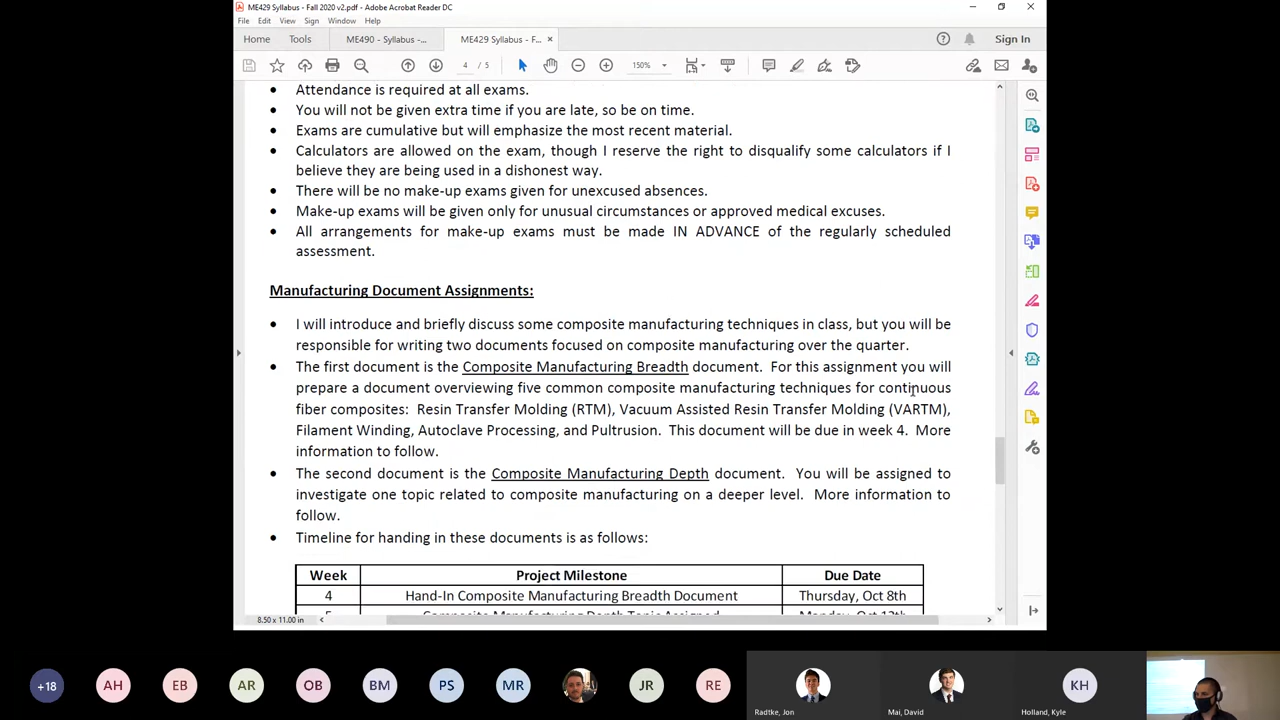 ME429 Syllabus - Fall 2020 v2.pdf - Adobe Acrobat Reader DC
File Edit View Sign Window Help
Home Tools ME490 - Syllabus -... ME429 Syllabus - F... × Sign In
4 / 5 150%
• Attendance is required at all exams.
• You will not be given extra time if you are late, so be on time.
• Exams are cumulative but will emphasize the most recent material.
• Calculators are allowed on the exam, though I reserve the right to disqualify some calculators if I
believe they are being used in a dishonest way.
• There will be no make-up exams given for unexcused absences.
• Make-up exams will be given only for unusual circumstances or approved medical excuses.
• All arrangements for make-up exams must be made IN ADVANCE of the regularly scheduled
assessment.
Manufacturing Document Assignments:
• I will introduce and briefly discuss some composite manufacturing techniques in class, but you will be
responsible for writing two documents focused on composite manufacturing over the quarter.
• The first document is the Composite Manufacturing Breadth document. For this assignment you will
prepare a document overviewing five common composite manufacturing techniques for continuous
fiber composites: Resin Transfer Molding (RTM), Vacuum Assisted Resin Transfer Molding (VARTM),
Filament Winding, Autoclave Processing, and Pultrusion. This document will be due in week 4. More
information to follow.
• The second document is the Composite Manufacturing Depth document. You will be assigned to
investigate one topic related to composite manufacturing on a deeper level. More information to
follow.
• Timeline for handing in these documents is as follows:
Week Project Milestone Due Date
4 Hand-In Composite Manufacturing Breadth Document Thursday, Oct 8th
5 Composite Manufacturing Depth Topic Assigned Monday, Oct 12th
8.50 x 11.00 in
+18 AH EB AR OB BM PS MR JR RE KH
Radtke, Jon Mai, David Holland, Kyle